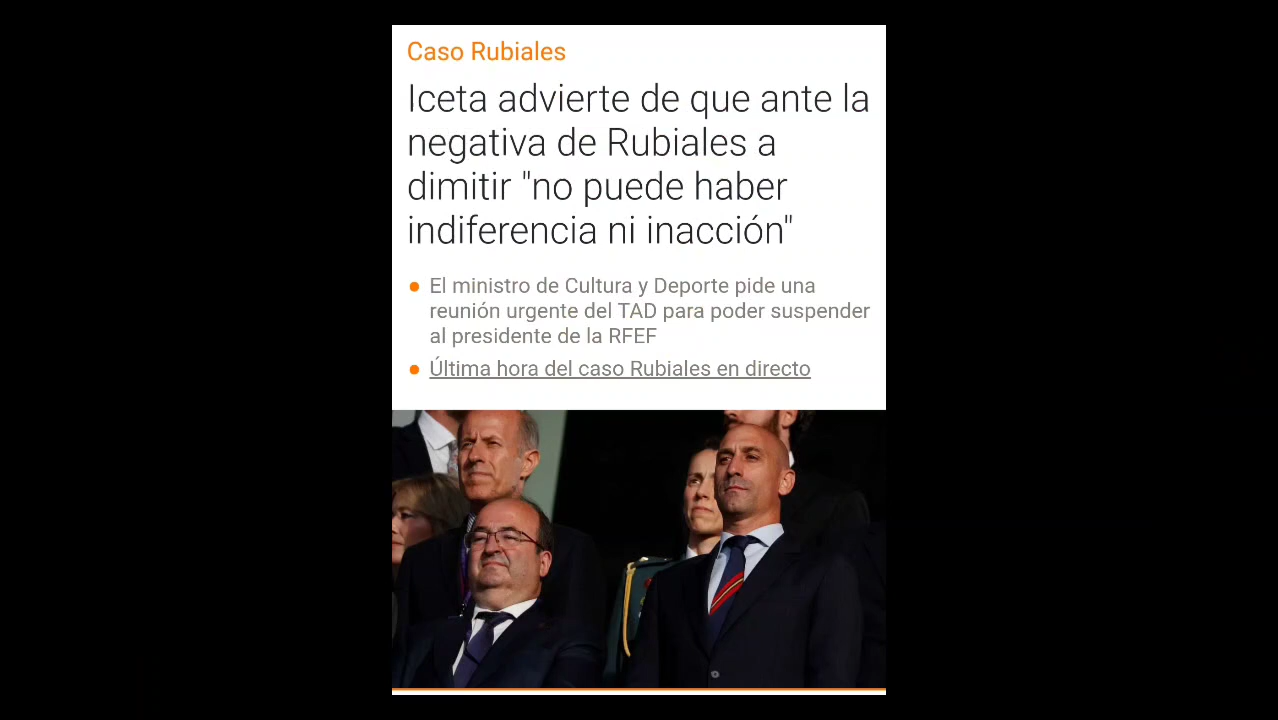 Caso Rubiales
Iceta advierte de que ante la
negativa de Rubiales a
dimitir "no puede haber
indiferencia ni inacción"
El ministro de Cultura y Deporte pide una
reunión urgente del TAD para poder suspender
al presidente de la RFEF
Última hora del caso Rubiales en directo